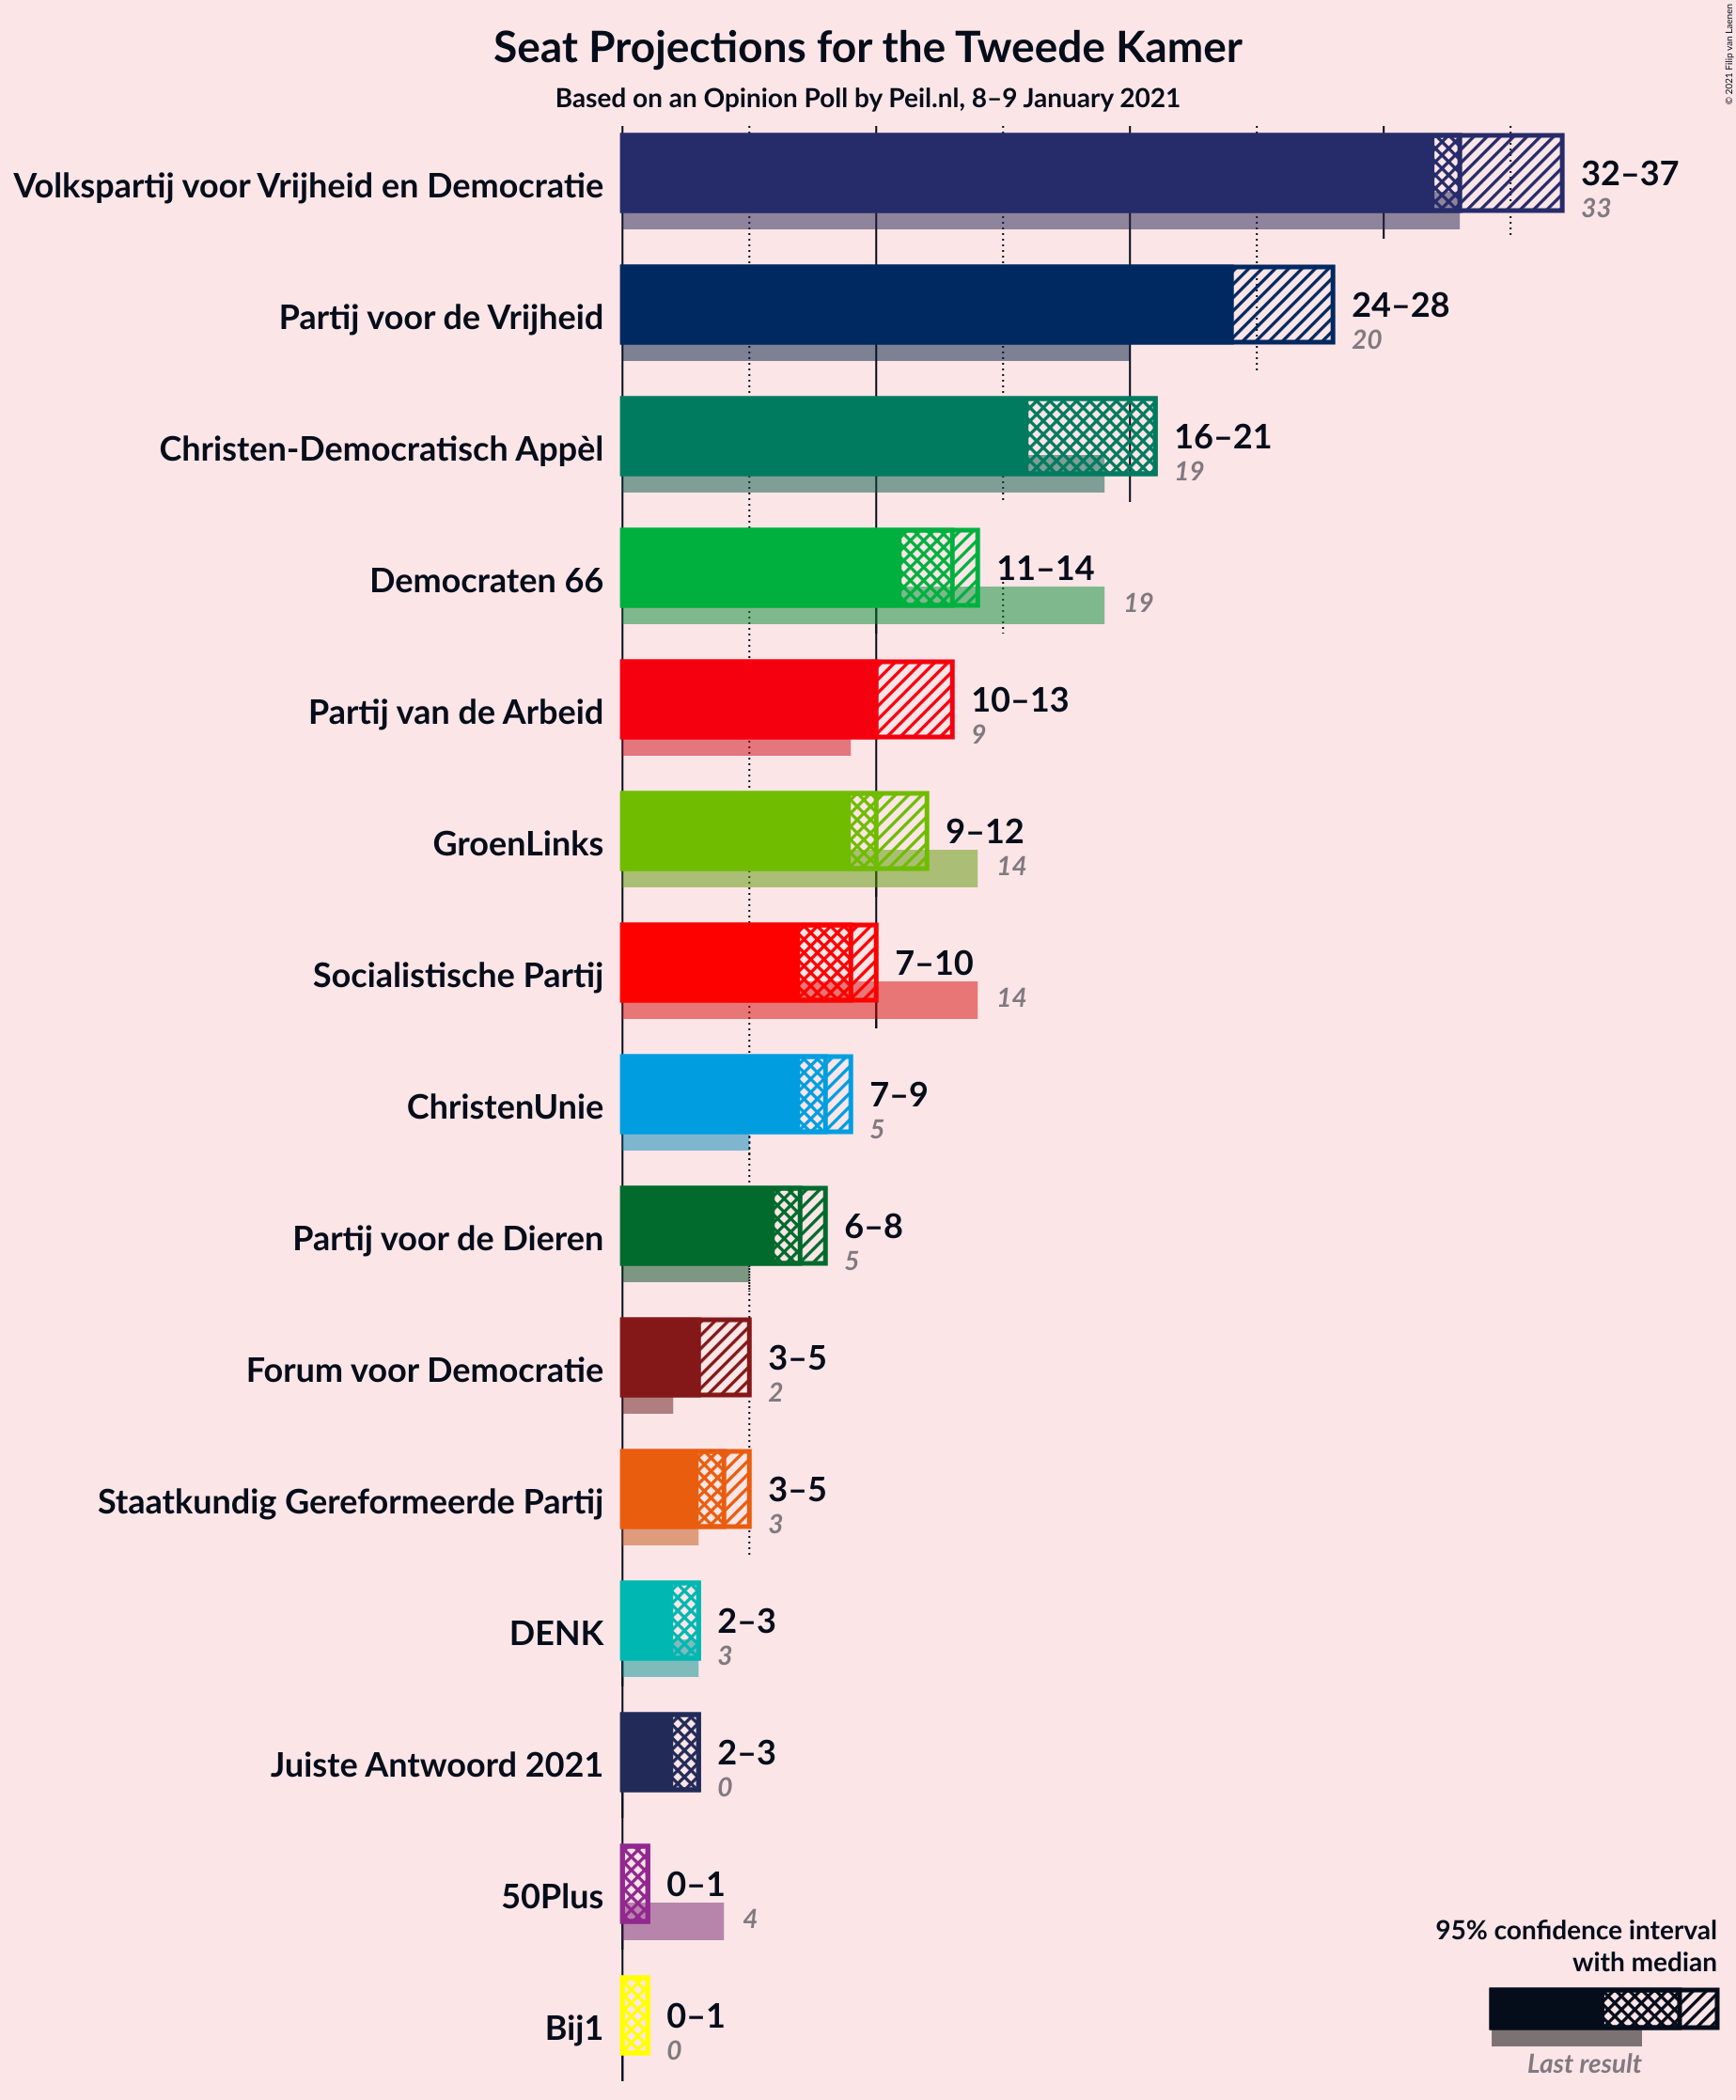 Seat Projections for the Tweede Kamer
Based on an Opinion Poll by Peil.nl, 8–9 January 2021
© 2021 Filip van Laenen
Volkspartij voor Vrijheid en Democratie
32–37
33
Partij voor de Vrijheid
24–28
20
Christen-Democratisch Appèl
16–21
19
Democraten 66
11–14
19
Partij van de Arbeid
10–13
9
GroenLinks
9–12
14
Socialistische Partij
7–10
14
ChristenUnie
7–9
5
Partij voor de Dieren
6–8
5
Forum voor Democratie
3–5
2
Staatkundig Gereformeerde Partij
3–5
3
DENK
2–3
3
Juiste Antwoord 2021
2–3
0
50Plus
0–1
4
Bij1
0–1
0
95% confidence interval
with median
Last result